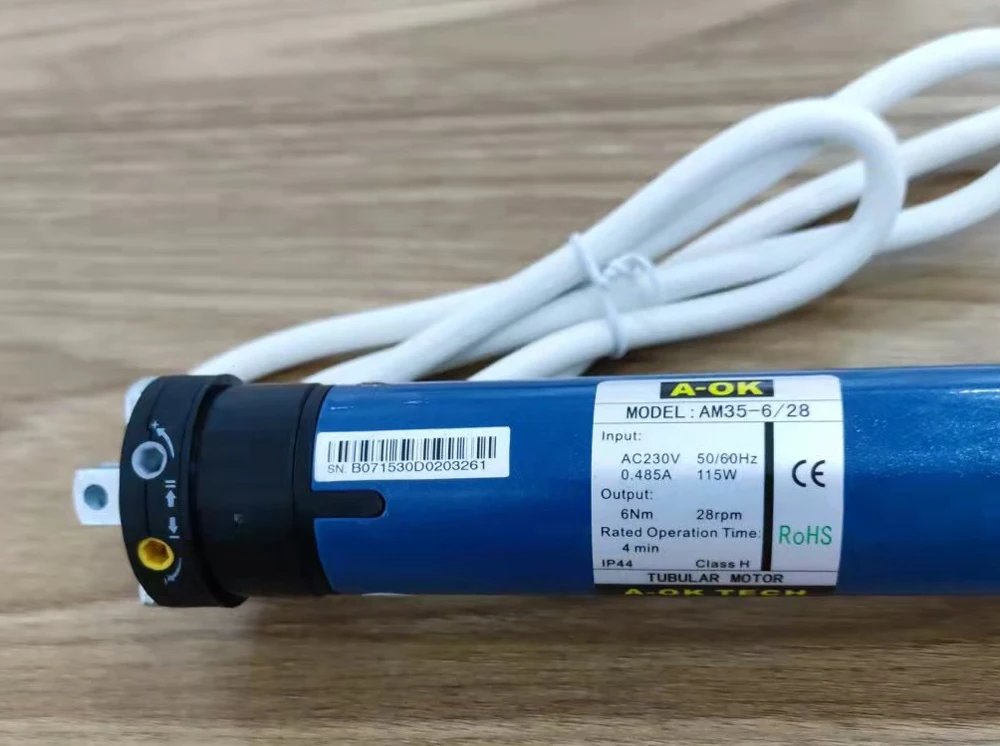 SN. B071530D0203261
A-OK
MODEL: AM35-6/28
Input:
AC230V 50/60Hz
0.485A 115W
Output:
6Nm 28rpm
Rated Operation Time:
4 min
IP44 Class H
CE
RoHS
TUBULAR MOTOR
A-OK TECH